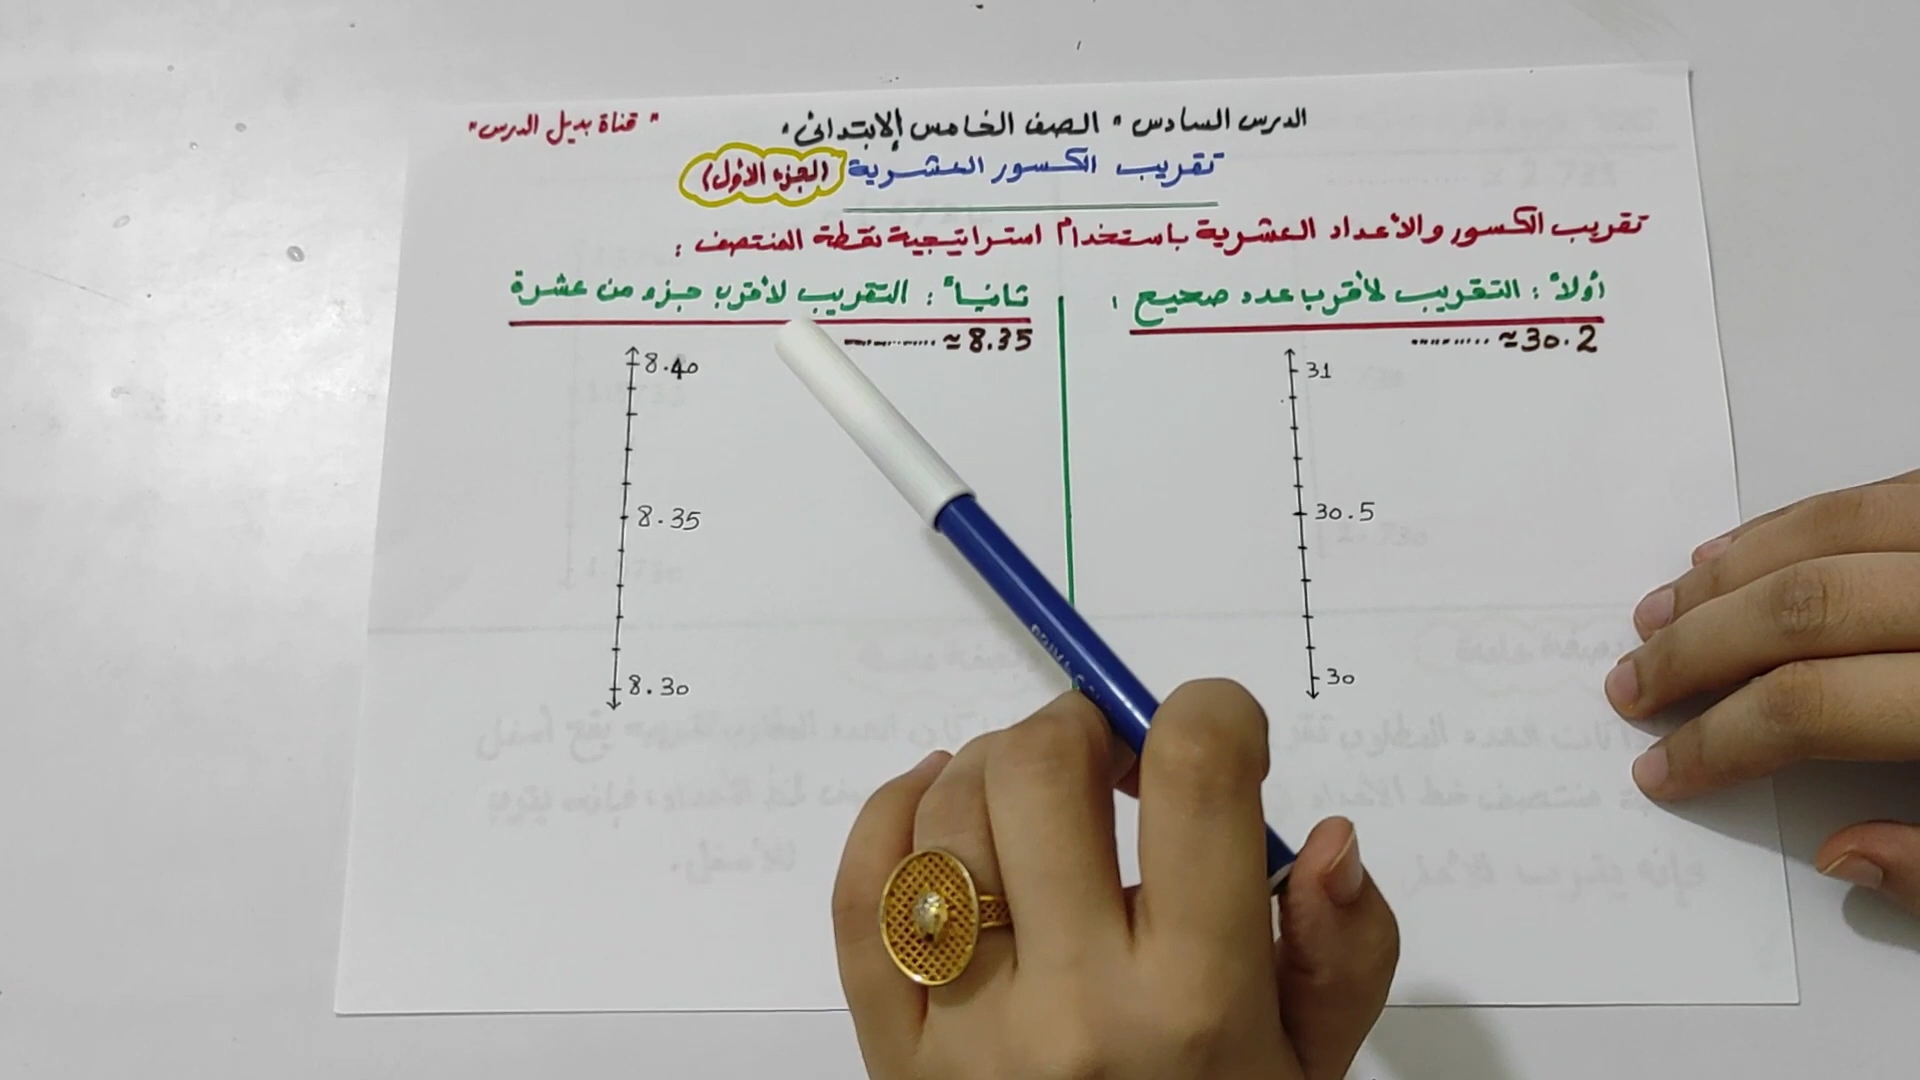 الدرس السادس " الصف الخامس الإبتدائى "
" قناة بديل الدرس "
تقريب الكسور العشرية (الجزء الأول)
تقريب الكسور والأعداد العشرية باستخدام استراتيجية نقطة المنتصف :
أولاً : التقريب لأقرب عدد صحيح :
30.2 ≈ ..........
31
30.5
30
ثانياً : التقريب لأقرب جزء من عشرة
8.35 ≈ ..........
8.40
8.35
8.30